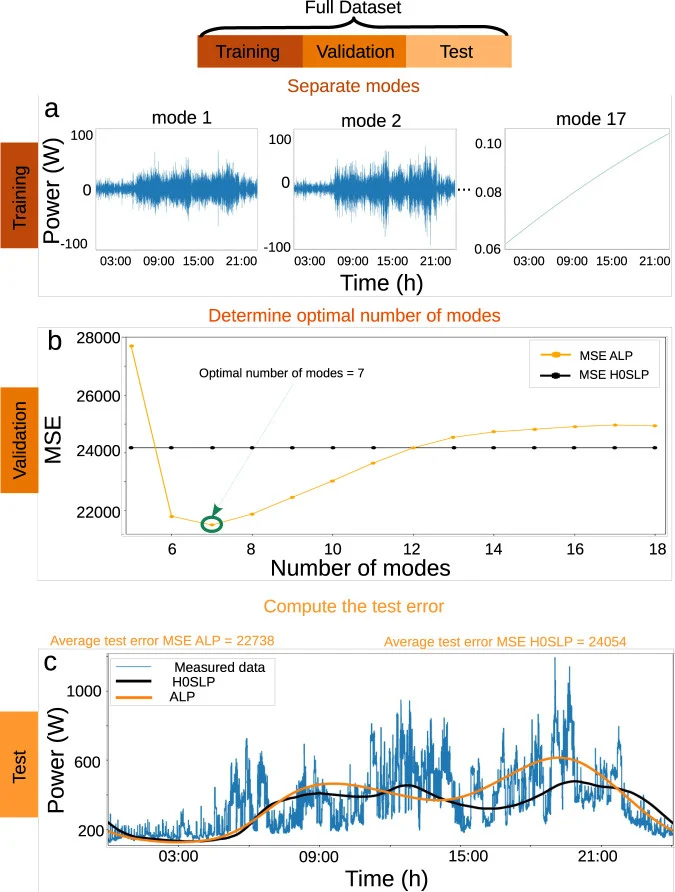 Full Dataset
Training Validation Test
Separate modes
a
mode 1 mode 2 mode 17
Training
Power (W)
100
0
-100
03:00 09:00 15:00 21:00
100
0
-100
03:00 09:00 15:00 21:00
...
0.10
0.08
0.06
03:00 09:00 15:00 21:00
Time (h)
Determine optimal number of modes
b
Validation
MSE
28000
26000
24000
22000
Optimal number of modes = 7
MSE ALP
MSE H0SLP
6 8 10 12 14 16 18
Number of modes
Compute the test error
Average test error MSE ALP = 22738 Average test error MSE H0SLP = 24054
c
Test
Power (W)
Measured data
H0SLP
ALP
1000
600
200
03:00 09:00 15:00 21:00
Time (h)